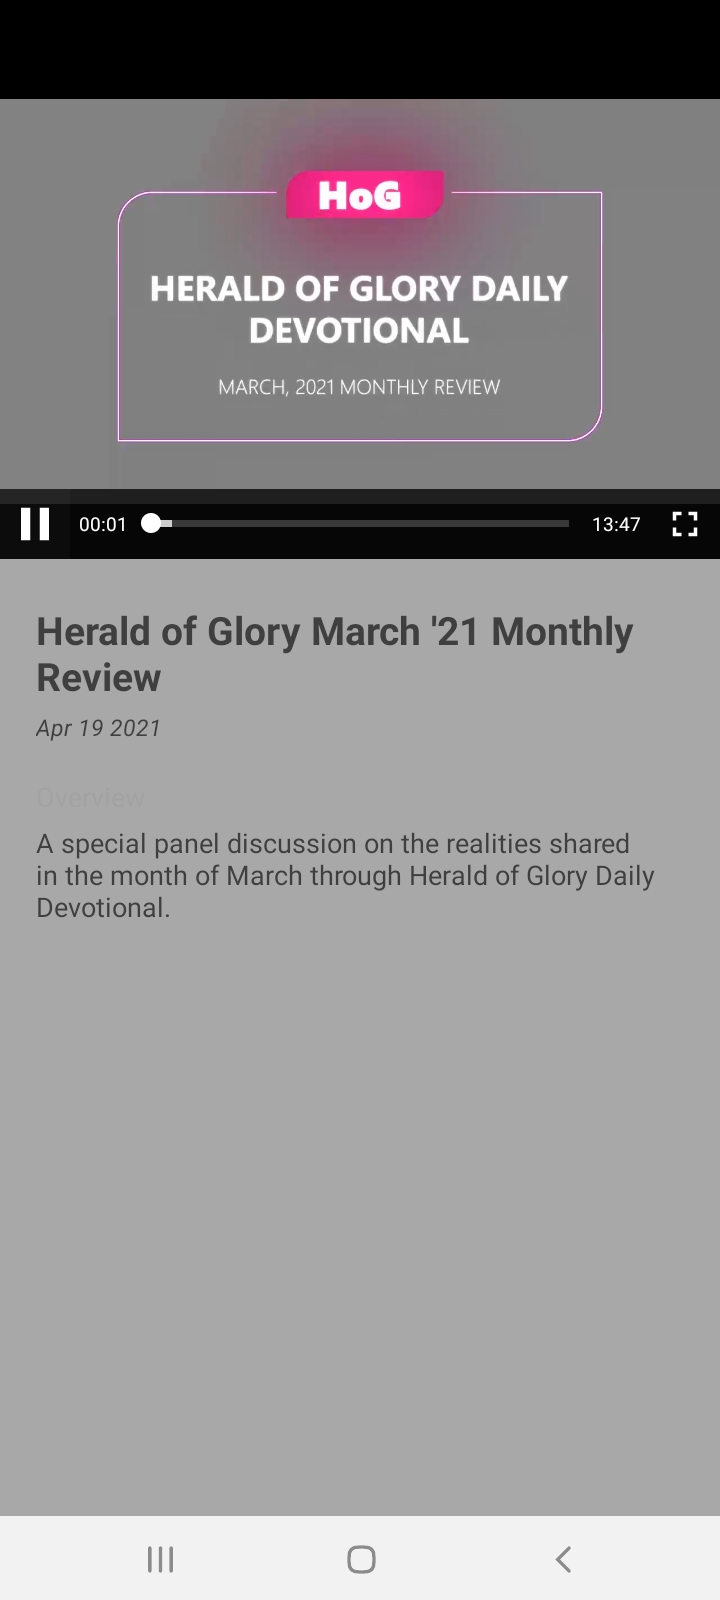 HoG
HERALD OF GLORY DAILY
DEVOTIONAL
MARCH, 2021 MONTHLY REVIEW
00:01
13:47
Herald of Glory March '21 Monthly
Review
Apr 19 2021
Overview
A special panel discussion on the realities shared
in the month of March through Herald of Glory Daily
Devotional.